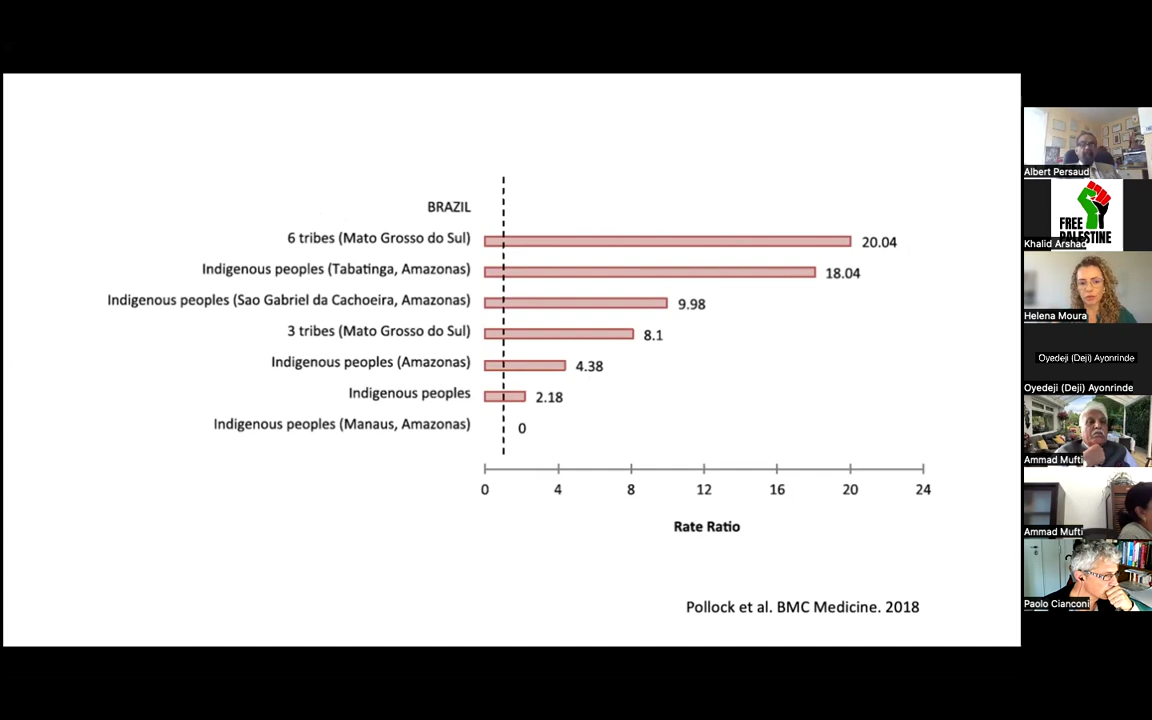 BRAZIL
6 tribes (Mato Grosso do Sul)
20.04
Indigenous peoples (Tabatinga, Amazonas)
18.04
Indigenous peoples (Sao Gabriel da Cachoeira, Amazonas)
9.98
3 tribes (Mato Grosso do Sul)
8.1
Indigenous peoples (Amazonas)
4.38
Indigenous peoples
2.18
Indigenous peoples (Manaus, Amazonas)
0
0 4 8 12 16 20 24
Rate Ratio
Pollock et al. BMC Medicine. 2018
Albert Persaud
FREE
PALESTINE
Khalid Arshad
Helena Moura
Oyedeji (Deji) Ayonrinde
Oyedeji (Deji) Ayonrinde
Ammad Mufti
Ammad Mufti
Paolo Cianconi